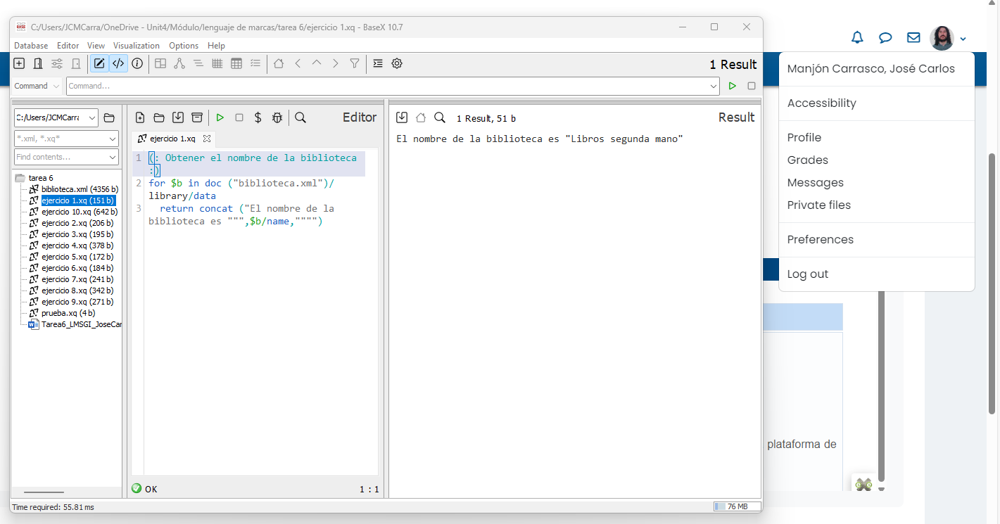 C:/Users/JCMCarra/OneDrive - Unit4/Módulo/lenguaje de marcas/tarea 6/ejercicio 1.xq - BaseX 10.7
Database Editor View Visualization Options Help
1 Result
Command Command...
C:/Users/JCMCarra
*.xml, *.xq*
Find contents...
tarea 6
biblioteca.xml (4356 b)
ejercicio 1.xq (151 b)
ejercicio 10.xq (642 b)
ejercicio 2.xq (206 b)
ejercicio 3.xq (195 b)
ejercicio 4.xq (378 b)
ejercicio 5.xq (172 b)
ejercicio 6.xq (184 b)
ejercicio 7.xq (241 b)
ejercicio 8.xq (342 b)
ejercicio 9.xq (271 b)
prueba.xq (4 b)
Tarea6_LMSGI_JoseCar
Editor
ejercicio 1.xq
1 (: Obtener el nombre de la biblioteca
:)
2 for $b in doc ("biblioteca.xml")/
library/data
3 return concat ("El nombre de la
biblioteca es """,$b/name,"""")
OK 1 : 1
1 Result, 51 b Result
El nombre de la biblioteca es "Libros segunda mano"
Time required: 55.81 ms 76 MB
Manjón Carrasco, José Carlos
Accessibility
Profile
Grades
Messages
Private files
Preferences
Log out
plataforma de